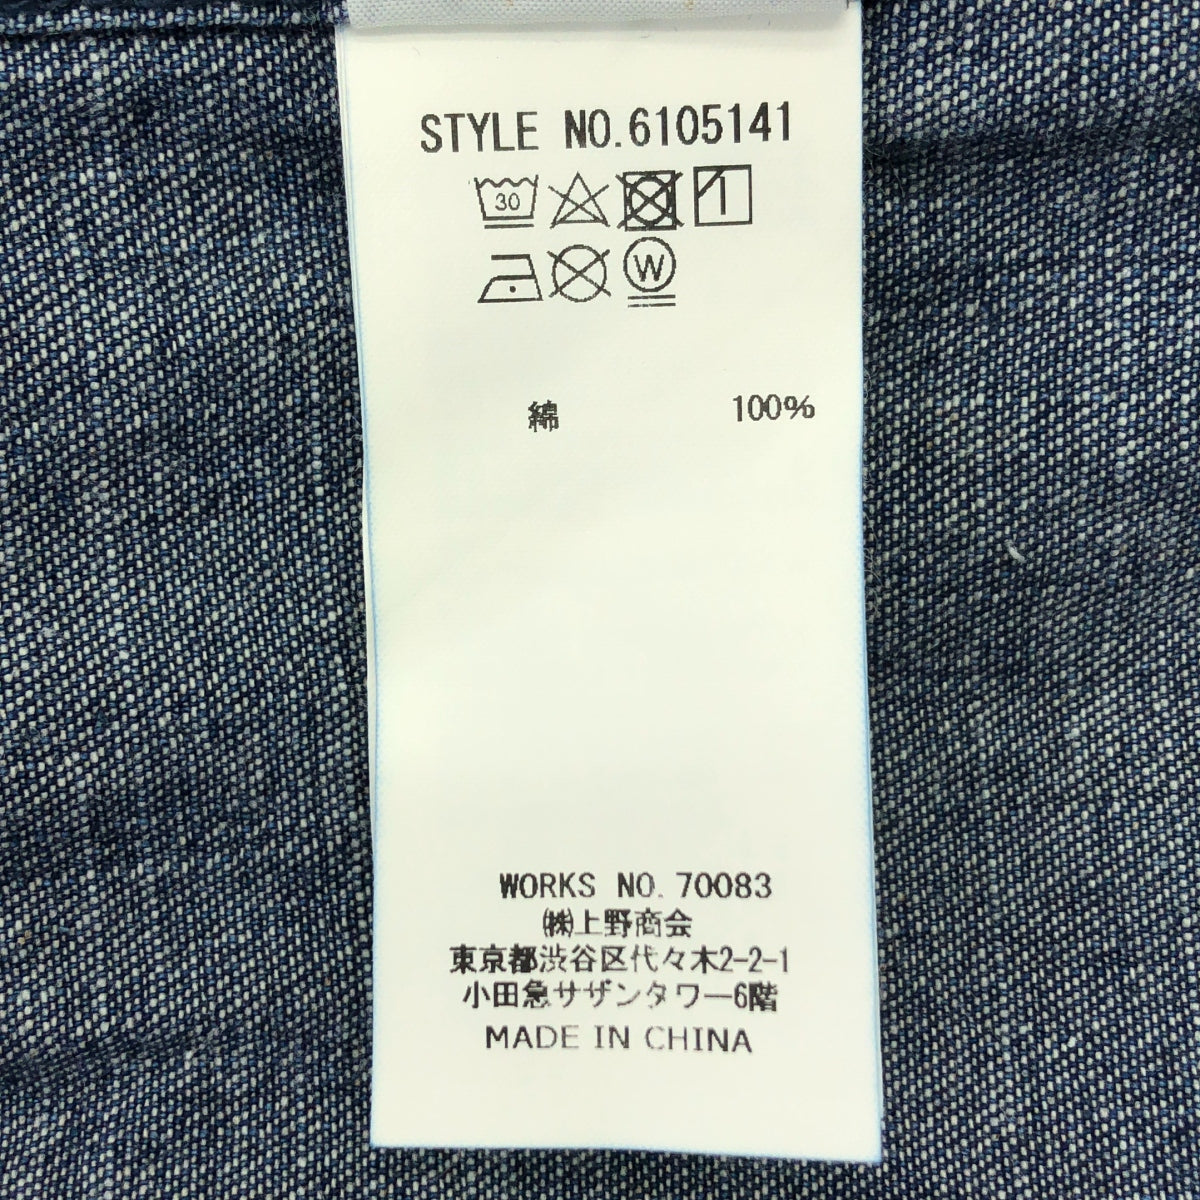 STYLE NO.6105141
30
W
綿 100%
WORKS NO.70083
㈱上野商会
東京都渋谷区代々木2-2-1
小田急サザンタワー6階
MADE IN CHINA